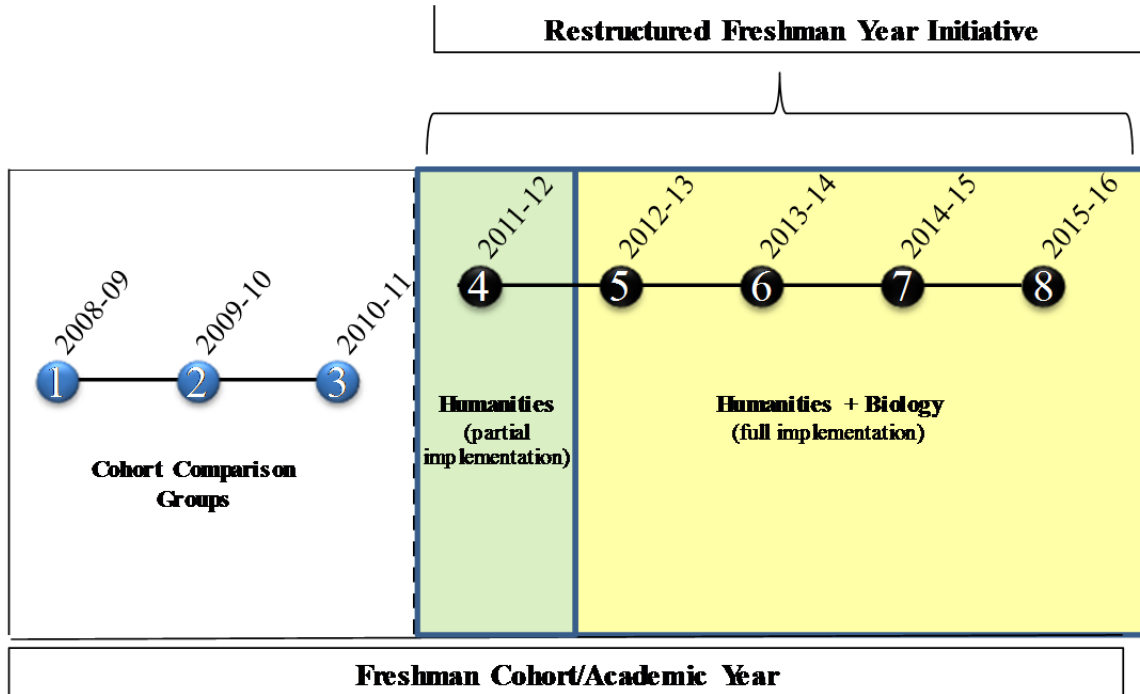 Restructured Freshman Year Initiative
2008-09
2009-10
2010-11
2011-12
2012-13
2013-14
2014-15
2015-16
1
2
3
4
5
6
7
8
Cohort Comparison
Groups
Humanities
(partial
implementation)
Humanities + Biology
(full implementation)
Freshman Cohort/Academic Year